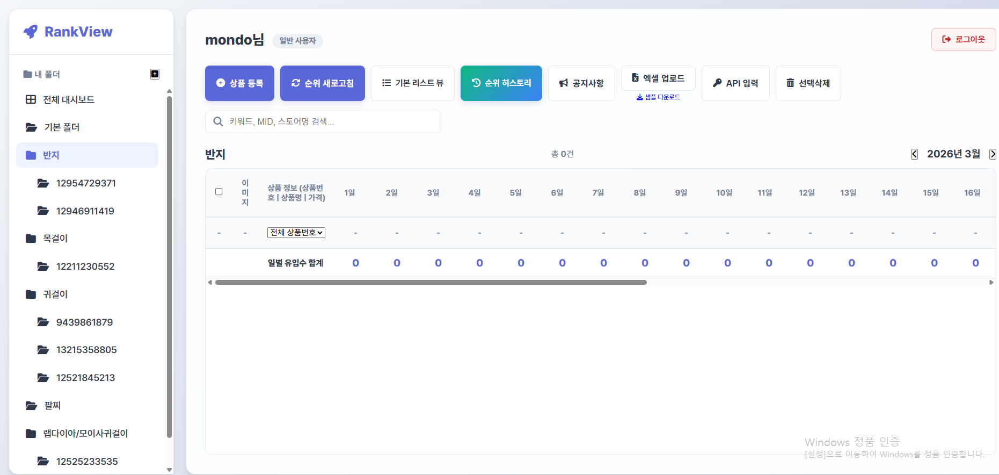 RankView
내 폴더
전체 대시보드
기본 폴더
반지
12954729371
12946911419
목걸이
12211230552
귀걸이
9439861879
13215358805
12521845213
팔찌
랩다이아/모이사귀걸이
12525233535
mondo님 일반 사용자
로그아웃
상품 등록 순위 새로고침 기본 리스트 뷰 순위 히스토리 공지사항 엑셀 업로드 API 입력 선택삭제
샘플 다운로드
키워드, MID, 스토어명 검색...
반지 총 0건 2026년 3월
이미지 상품 정보 (상품번호 | 상품명 | 가격) 1일 2일 3일 4일 5일 6일 7일 8일 9일 10일 11일 12일 13일 14일 15일 16일
- - 전체 상품번호 - - - - - - - - - - - - - - - -
일별 유입수 합계 0 0 0 0 0 0 0 0 0 0 0 0 0 0 0 0
Windows 정품 인증
[설정]으로 이동하여 Windows를 정품 인증합니다.